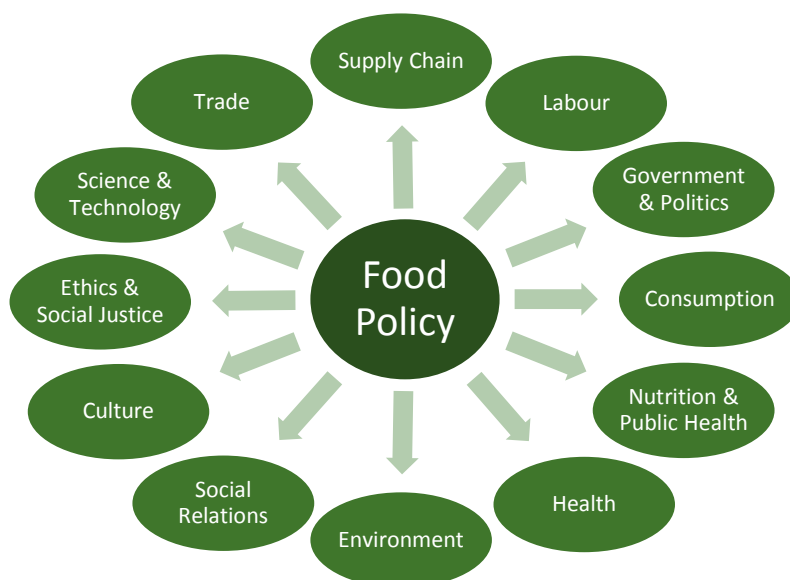 Supply Chain
Labour
Government
& Politics
Consumption
Nutrition &
Public Health
Health
Environment
Social
Relations
Culture
Ethics &
Social Justice
Science &
Technology
Trade
Food
Policy